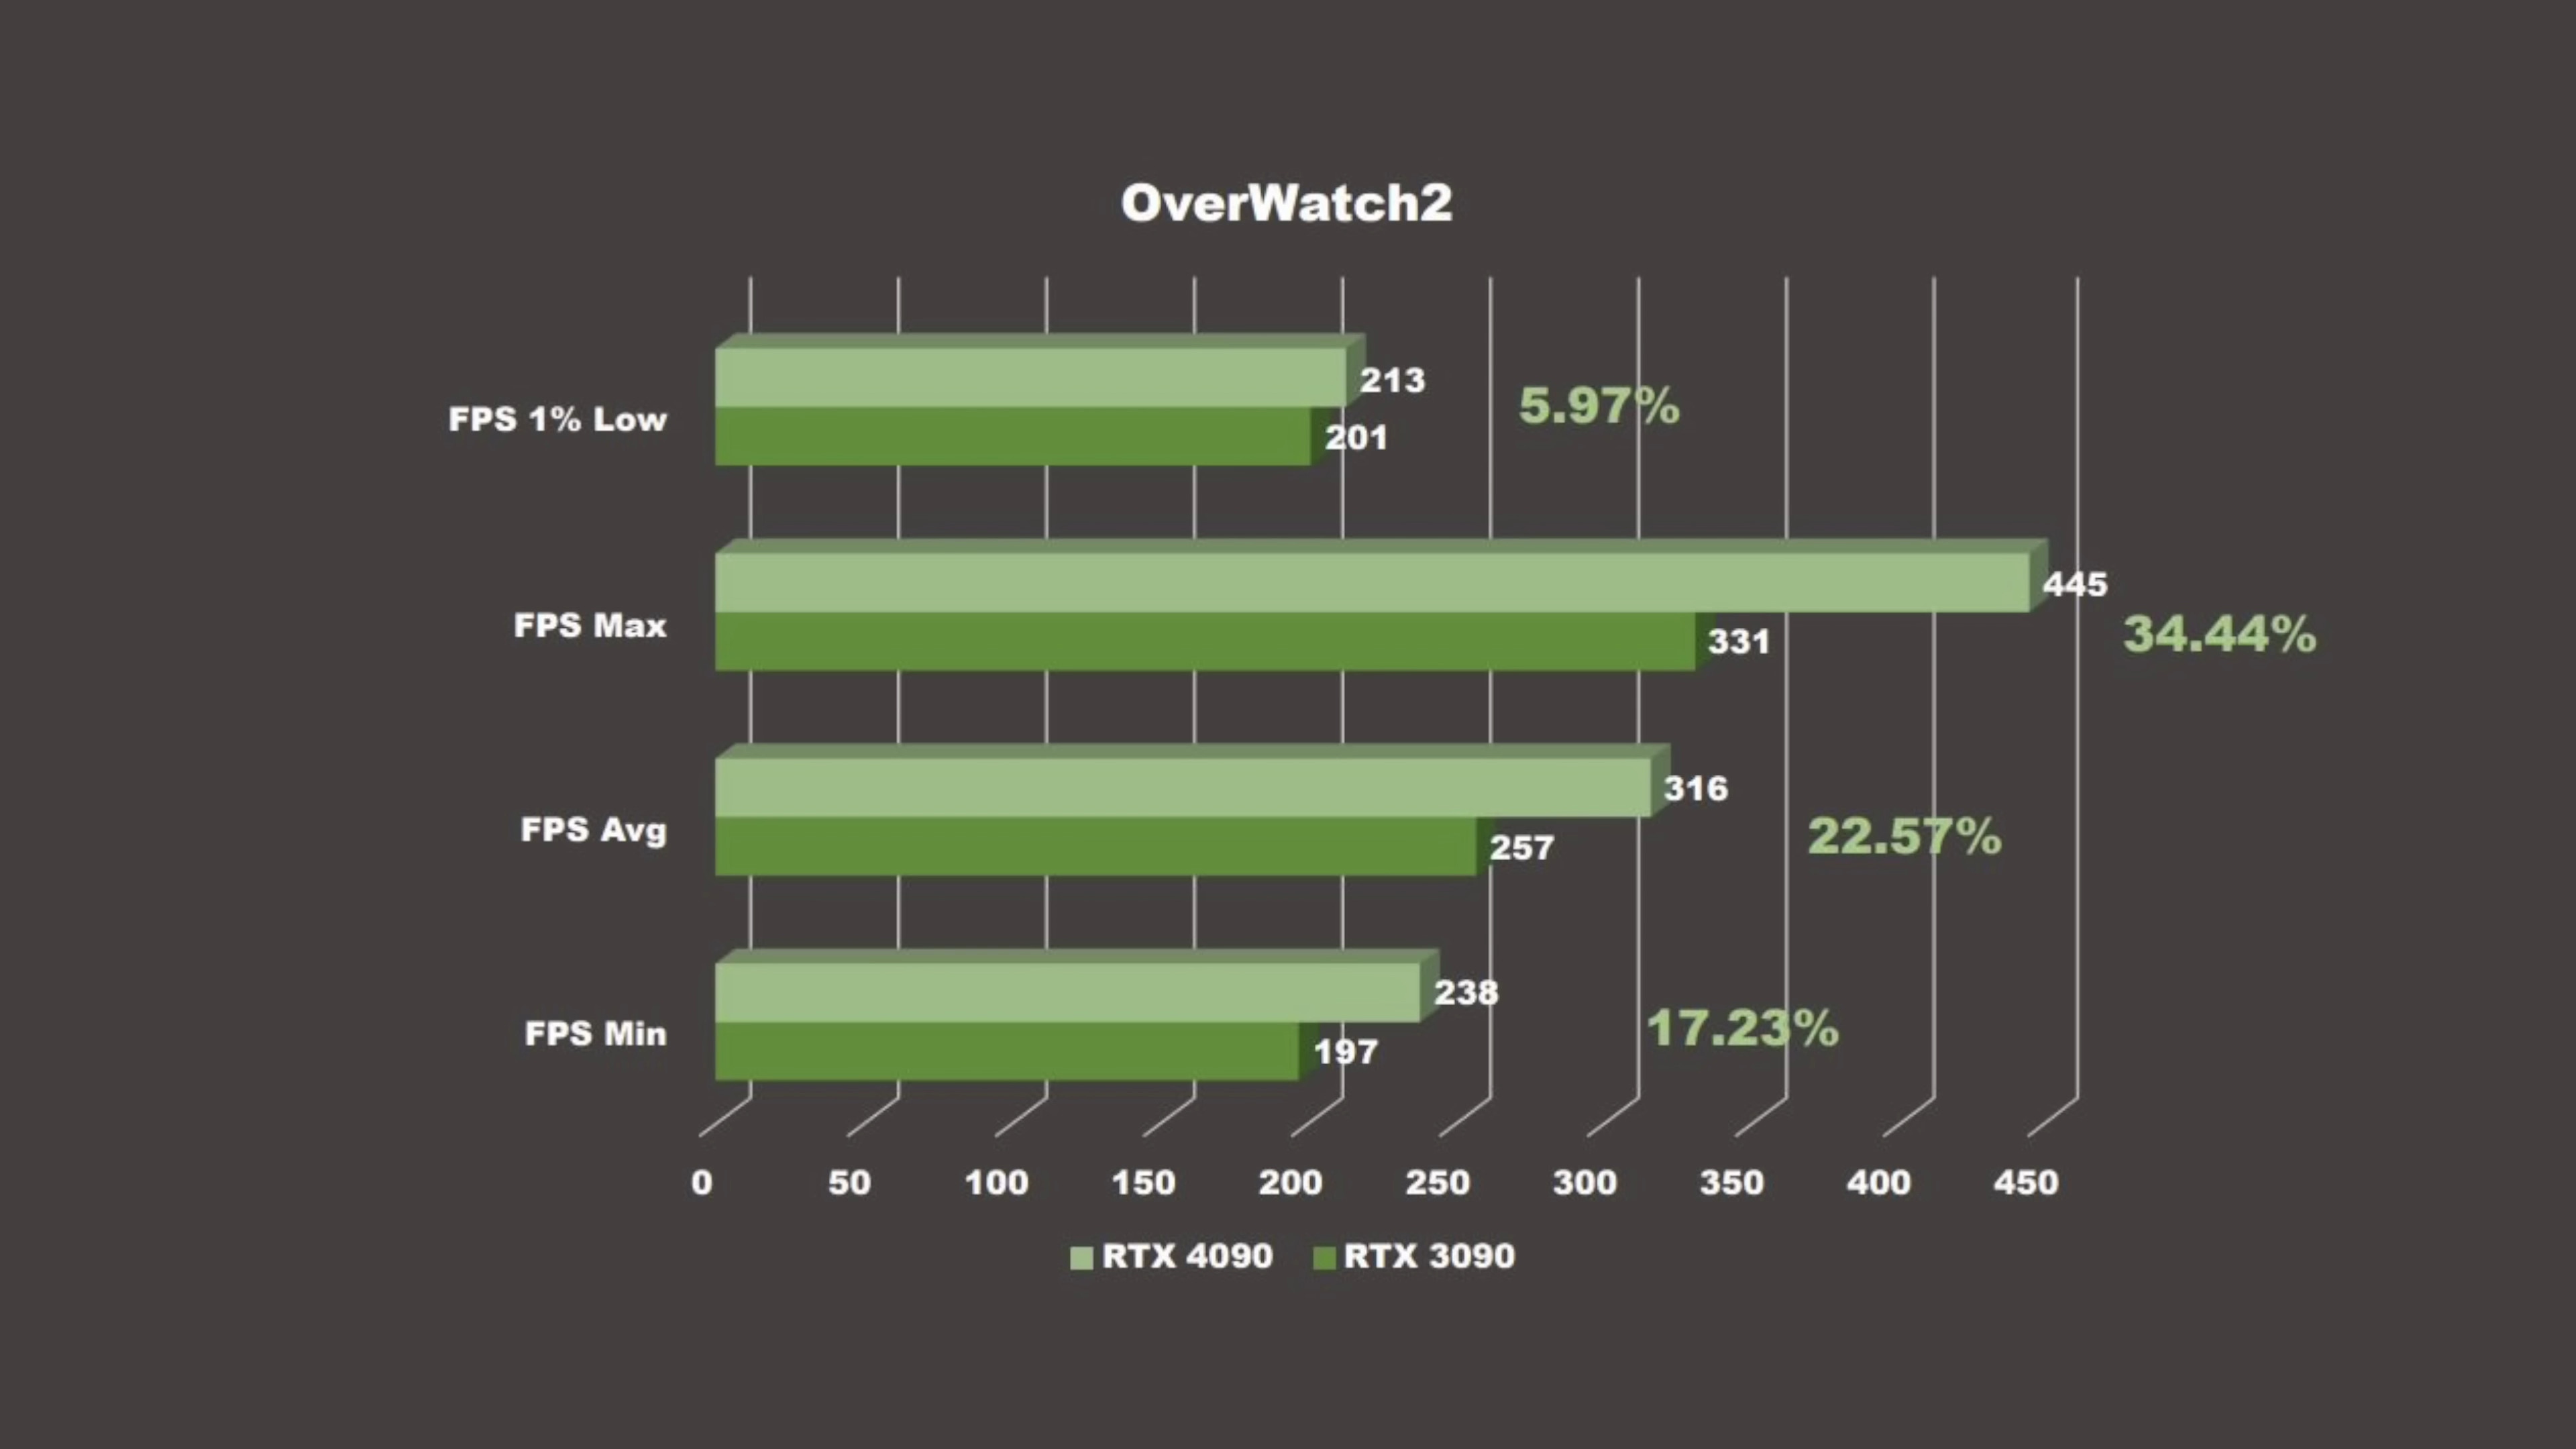 OverWatch2
FPS 1% Low
213
201
5.97%
FPS Max
445
331
34.44%
FPS Avg
316
257
22.57%
FPS Min
238
197
17.23%
0 50 100 150 200 250 300 350 400 450
RTX 4090 RTX 3090